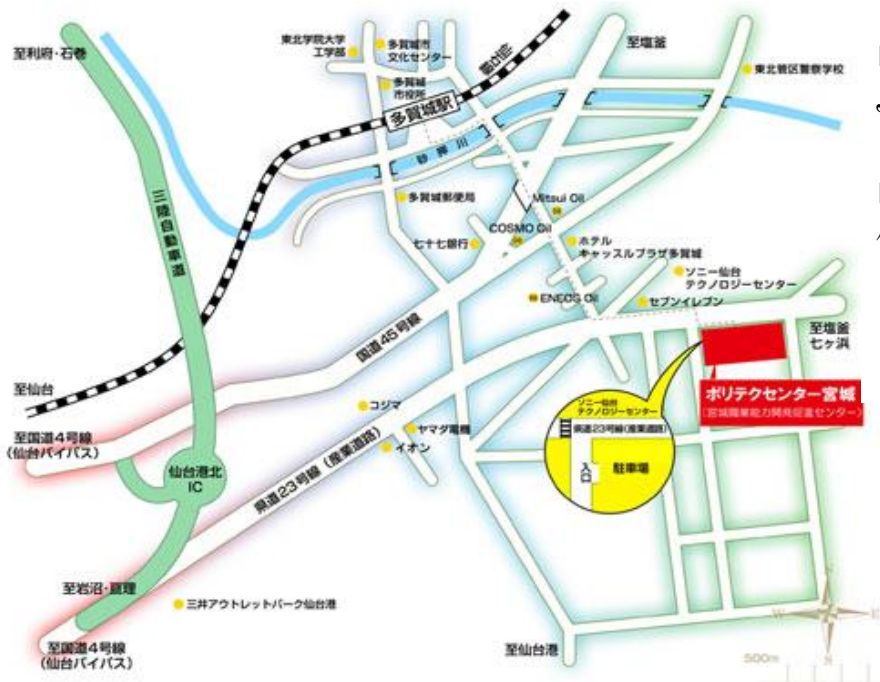 東北学院大学
工学部
多賀城市
文化センター
至塩釜
至利府・石巻
東北管区警察学校
多賀城
市役所
多賀城駅
砂押川
三陸自動車道
多賀城郵便局
Mitsui Oil
COSMO Oil
七十七銀行
ホテル
キャッスルプラザ多賀城
ソニー仙台
テクノロジーセンター
ENEOS Oil
セブンイレブン
国道45号線
至塩釜
七ヶ浜
至仙台
ポリテクセンター宮城
(宮城職業能力開発促進センター)
コジマ
ソニー仙台
テクノロジーセンター
県道23号線(産業道路)
ヤマダ電機
イオン
至国道4号線
(仙台バイパス)
仙台港北
IC
入口
駐車場
県道23号線(産業道路)
至岩沼・亘理
三井アウトレットパーク仙台港
至国道4号線
(仙台バイパス)
至仙台港
W
E
S
500m